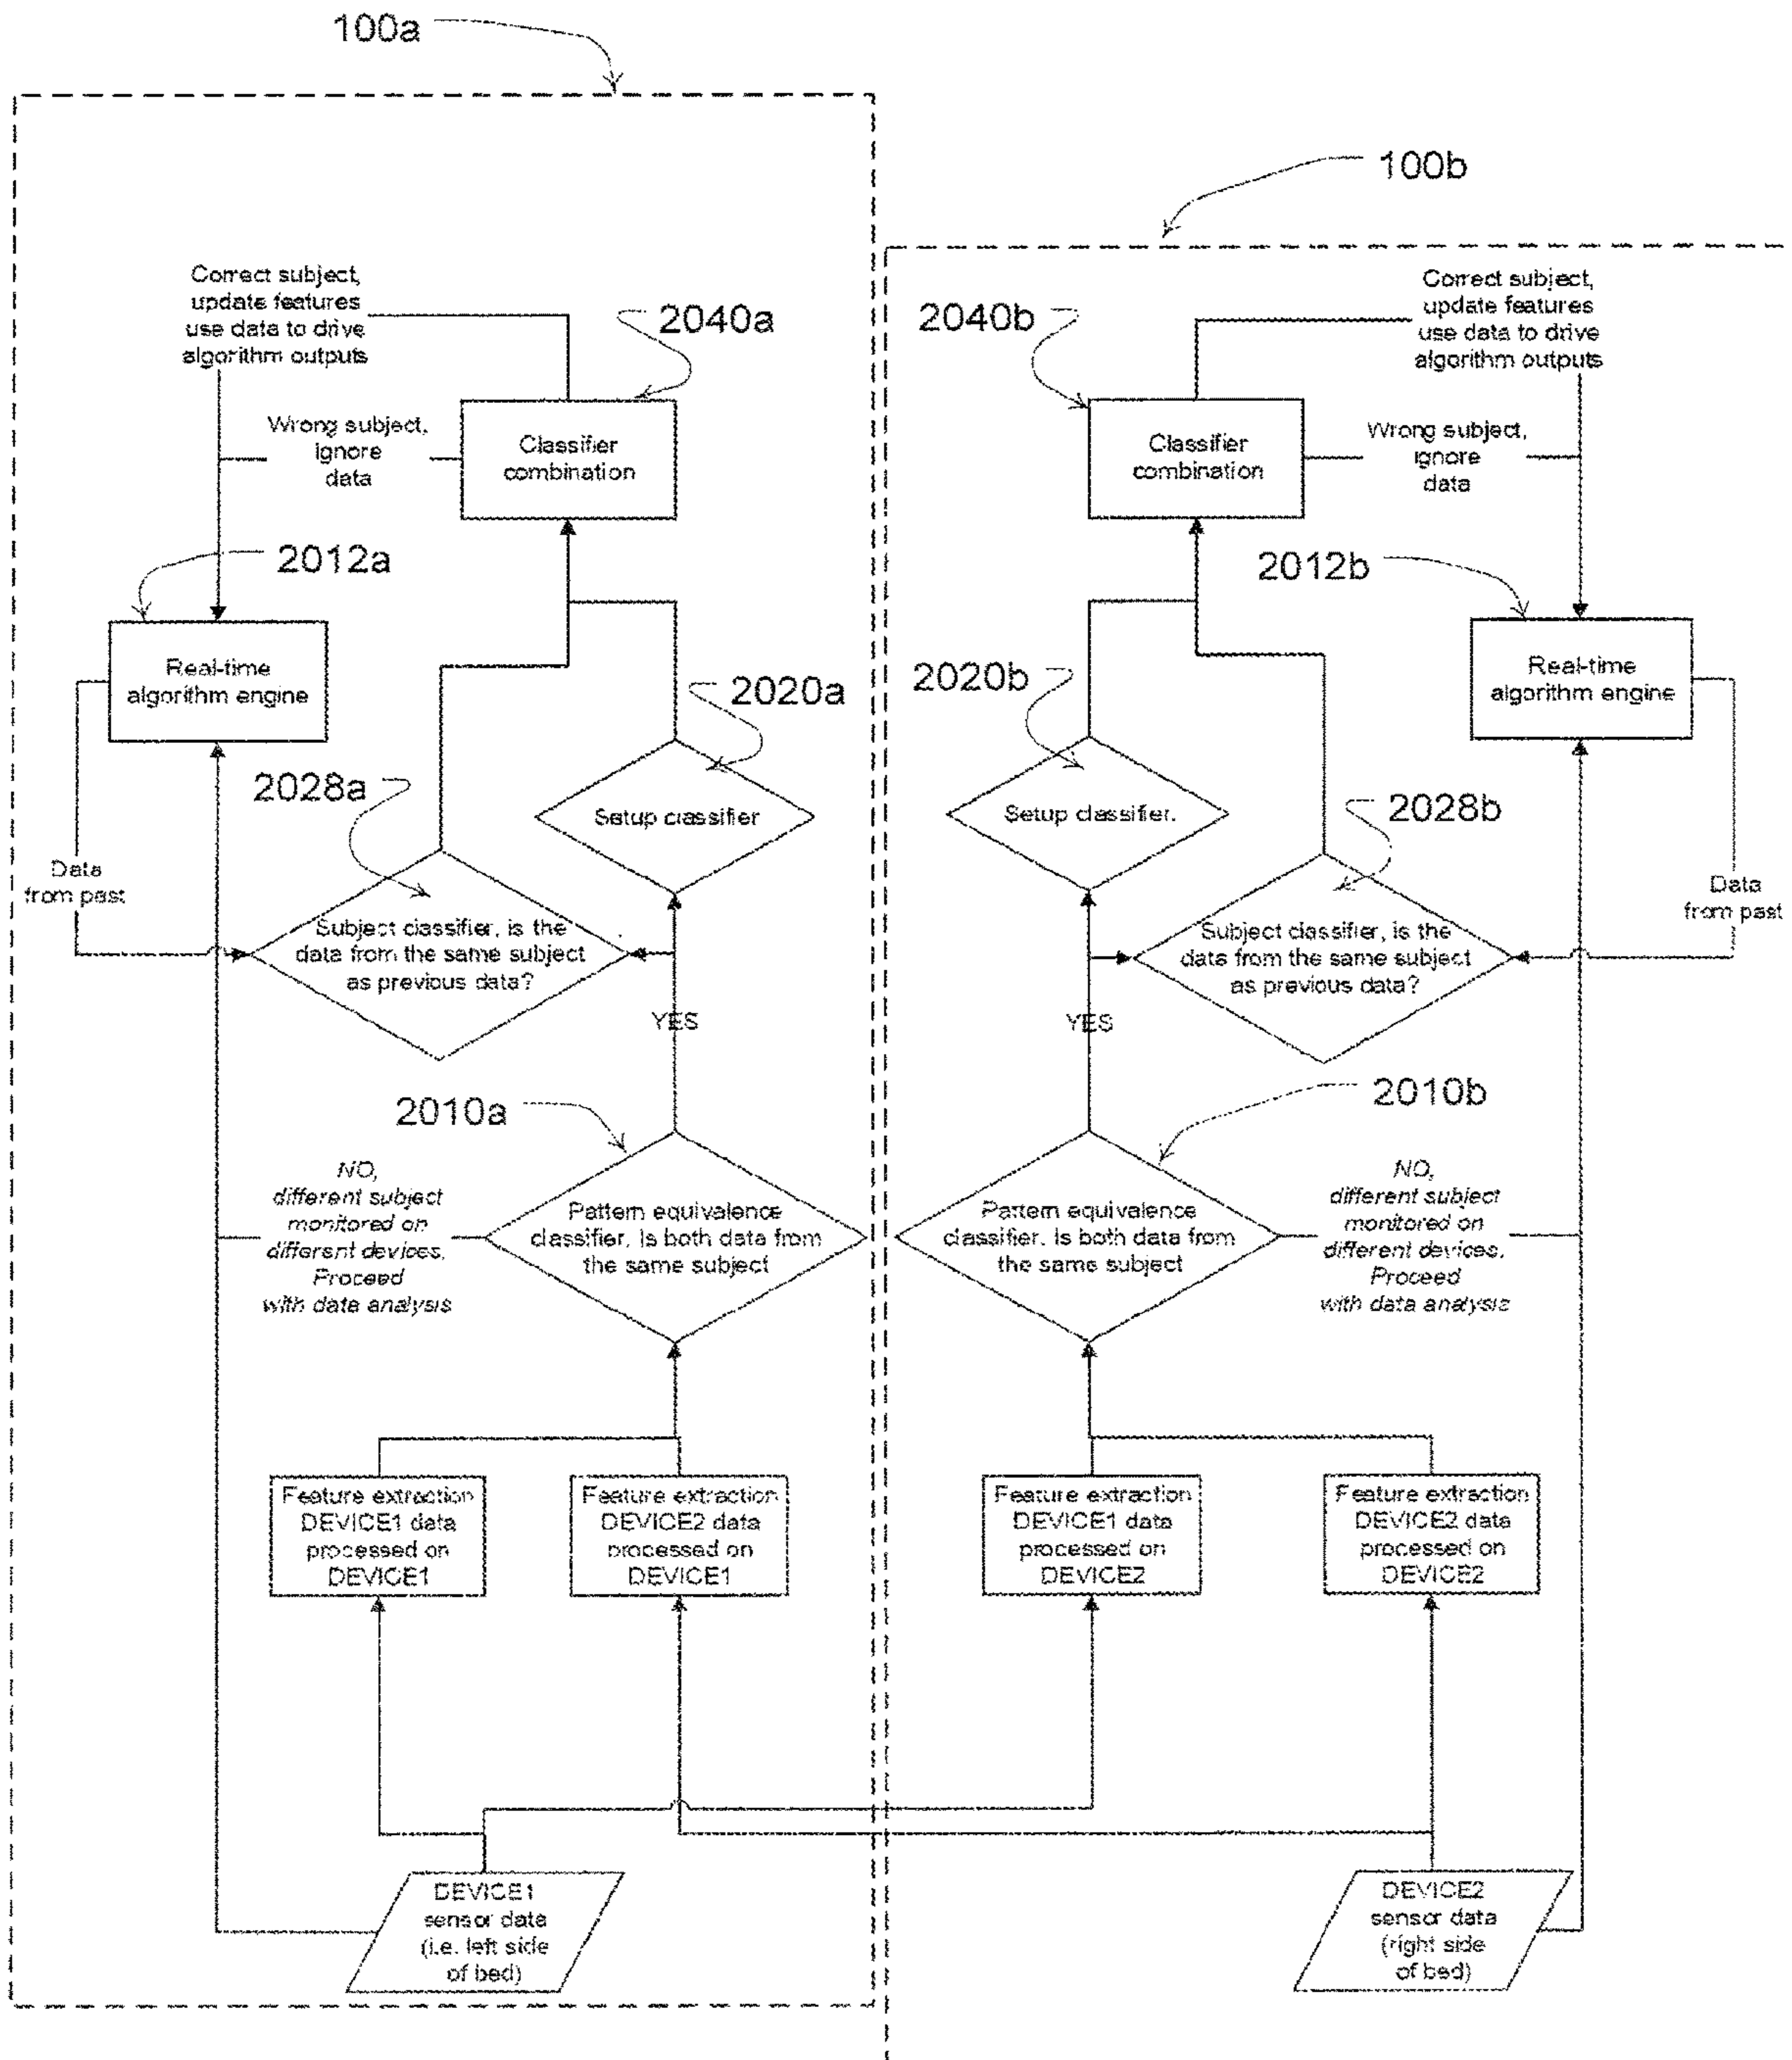 100a
100b
Correct subject,
update features
use data to drive
algorithm outputs
2040a
Classifier
combination
Wrong subject,
ignore
data
2012a
Real-time
algorithm engine
2020a
Setup classifier
2028a
Data
from past
Subject classifier, is the
data from the same subject
as previous data?
YES
2010a
NO,
different subject
monitored on
different devices.
Proceed
with data analysis
Pattern equivalence
classifier. Is both data from
the same subject
Feature extraction
DEVICE1 data
processed on
DEVICE1
Feature extraction
DEVICE2 data
processed on
DEVICE1
DEVICE1
sensor data
(i.e. left side
of bed)
2040b
Correct subject,
update features
use data to drive
algorithm outputs
Classifier
combination
Wrong subject,
ignore
data
2012b
Real-time
algorithm engine
2020b
Setup classifier.
2028b
Subject classifier, is the
data from the same subject
as previous data?
Data
from past
YES
2010b
Pattern equivalence
classifier. Is both data from
the same subject
NO,
different subject
monitored on
different devices.
Proceed
with data analysis
Feature extraction
DEVICE1 data
processed on
DEVICE2
Feature extraction
DEVICE2 data
processed on
DEVICE2
DEVICE2
sensor data
(right side
of bed)